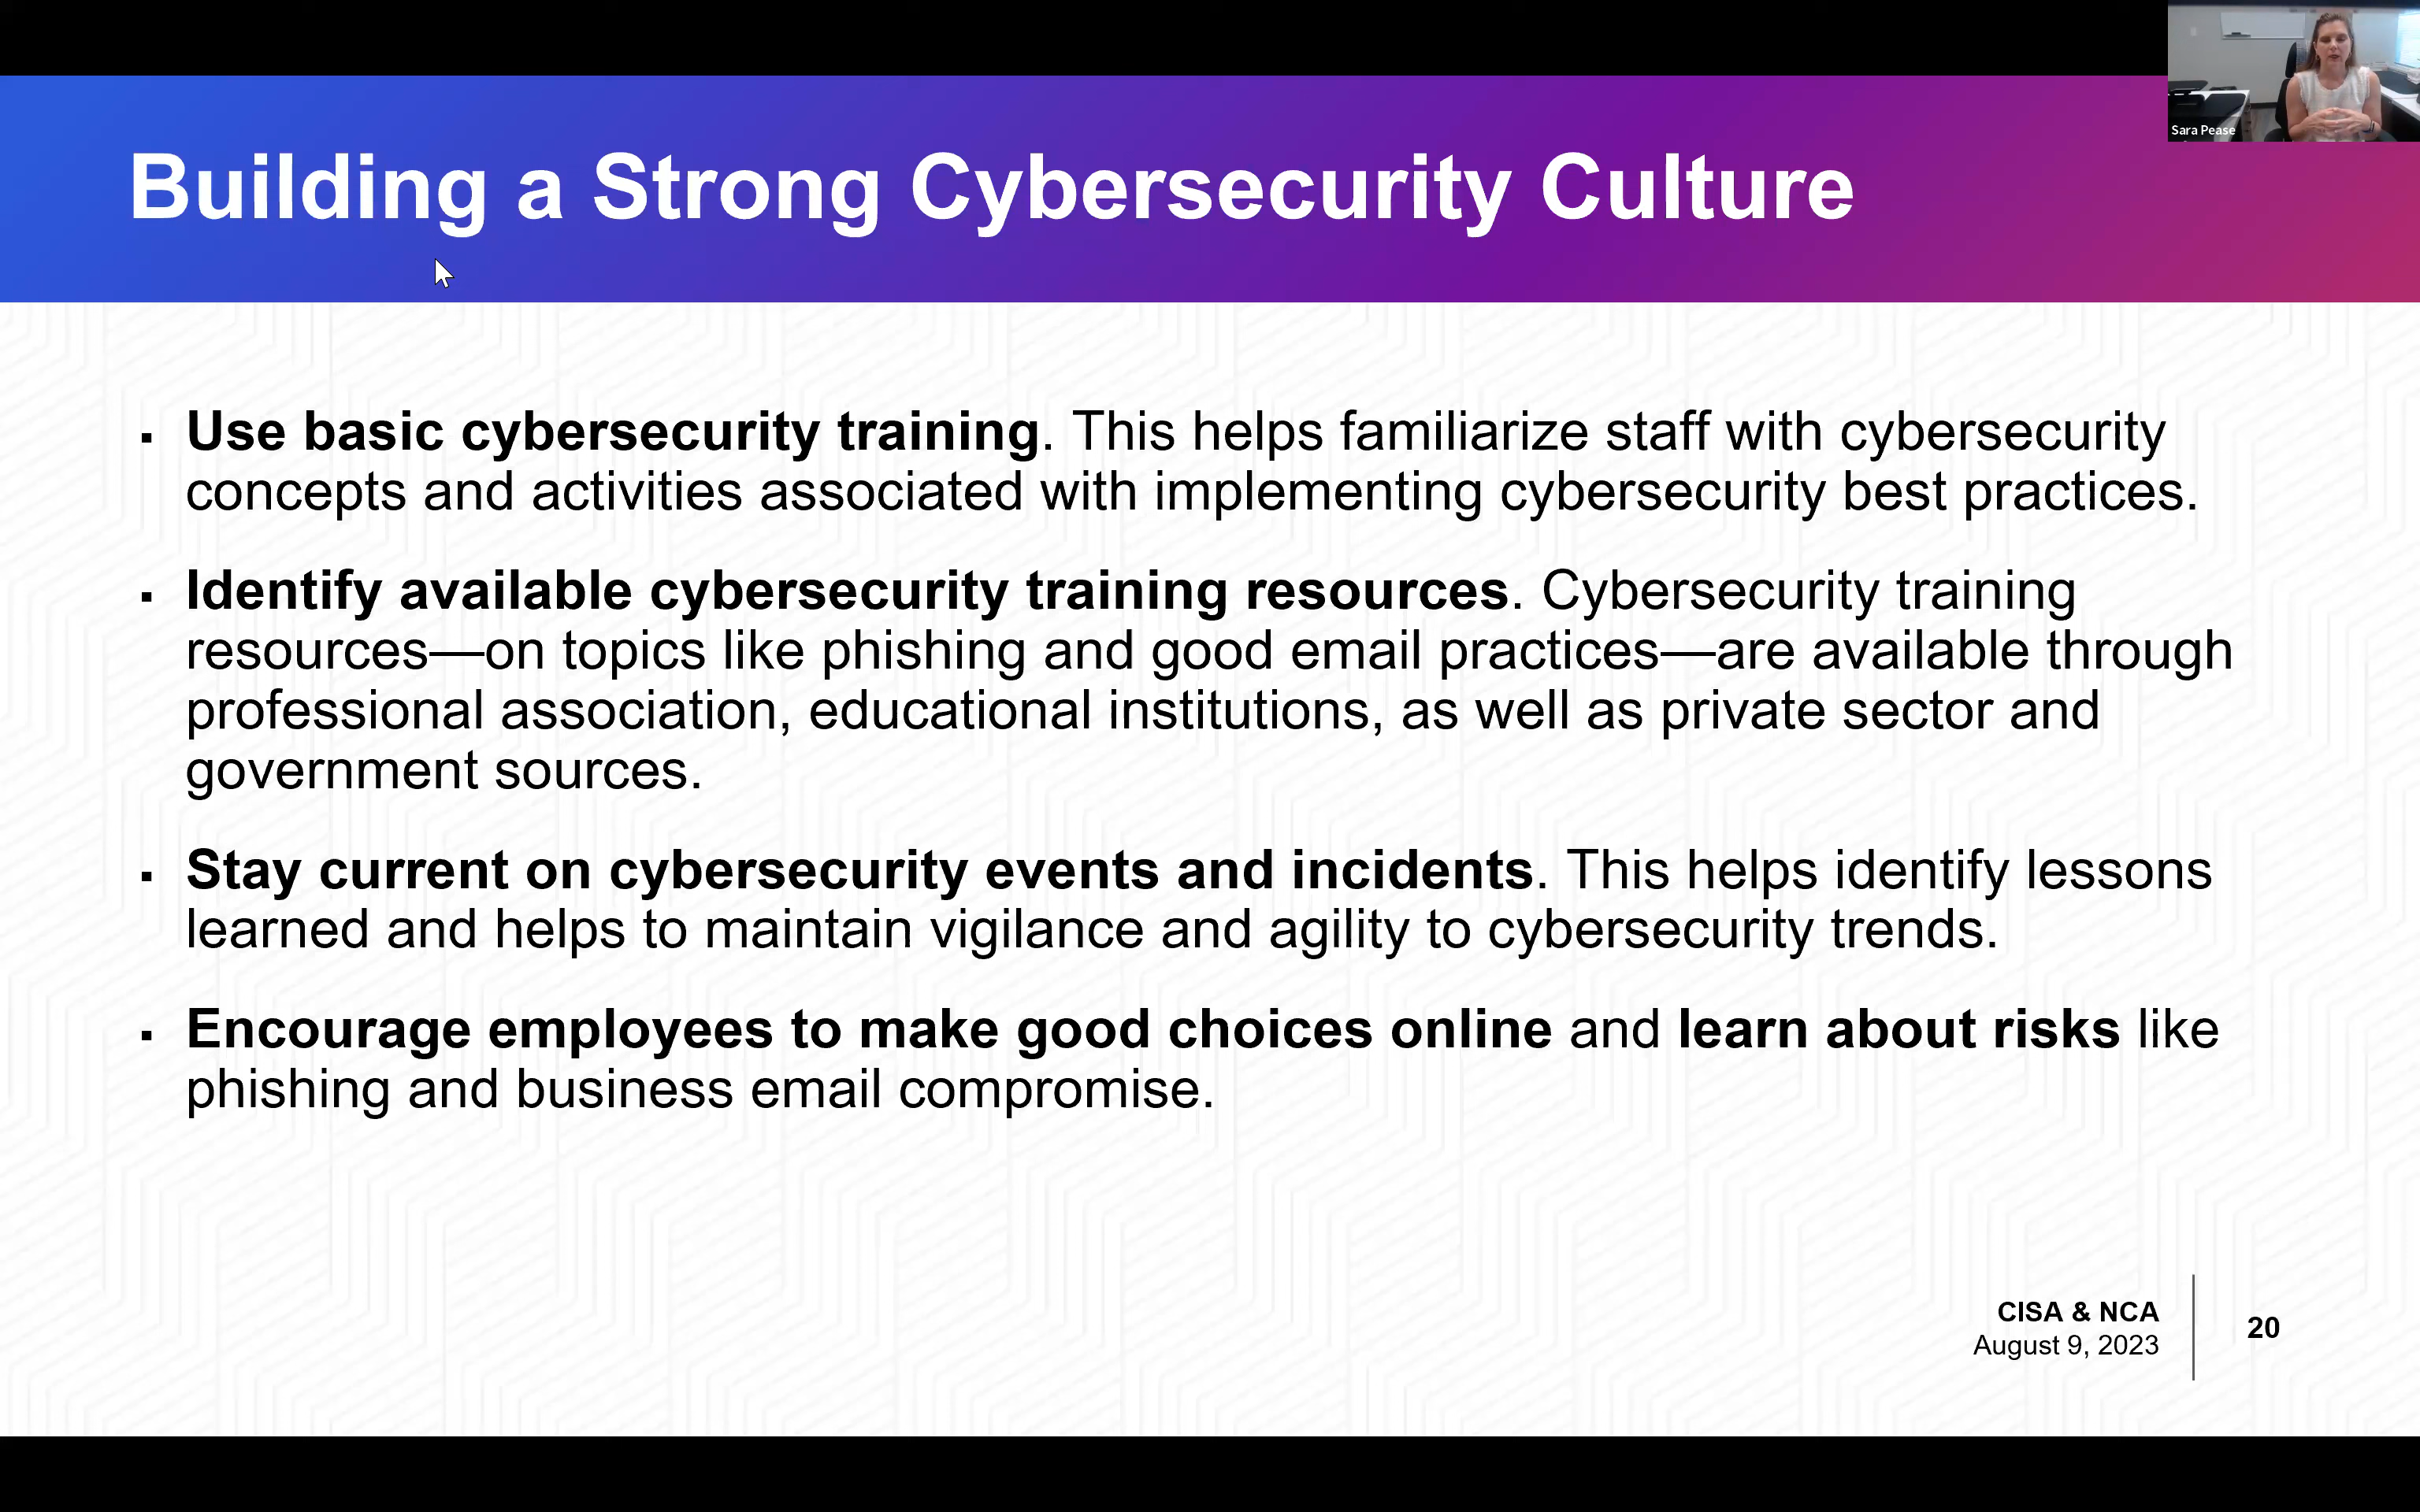 Sara Pease
Building a Strong Cybersecurity Culture
▪ Use basic cybersecurity training. This helps familiarize staff with cybersecurity
concepts and activities associated with implementing cybersecurity best practices.
▪ Identify available cybersecurity training resources. Cybersecurity training
resources—on topics like phishing and good email practices—are available through
professional association, educational institutions, as well as private sector and
government sources.
▪ Stay current on cybersecurity events and incidents. This helps identify lessons
learned and helps to maintain vigilance and agility to cybersecurity trends.
▪ Encourage employees to make good choices online and learn about risks like
phishing and business email compromise.
CISA & NCA
August 9, 2023
20